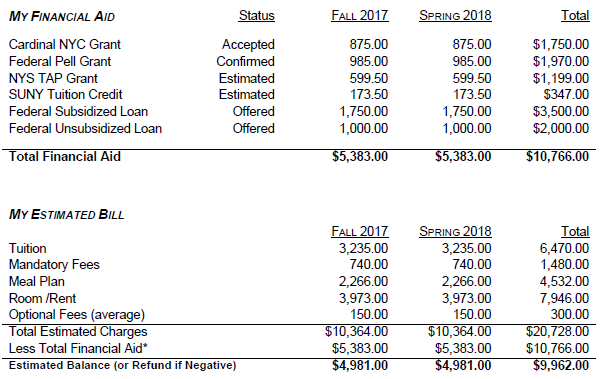 MY FINANCIAL AID Status FALL 2017 SPRING 2018 Total
Cardinal NYC Grant Accepted 875.00 875.00 $1,750.00
Federal Pell Grant Confirmed 985.00 985.00 $1,970.00
NYS TAP Grant Estimated 599.50 599.50 $1,199.00
SUNY Tuition Credit Estimated 173.50 173.50 $347.00
Federal Subsidized Loan Offered 1,750.00 1,750.00 $3,500.00
Federal Unsubsidized Loan Offered 1,000.00 1,000.00 $2,000.00
Total Financial Aid $5,383.00 $5,383.00 $10,766.00
MY ESTIMATED BILL
FALL 2017 SPRING 2018 Total
Tuition 3,235.00 3,235.00 6,470.00
Mandatory Fees 740.00 740.00 1,480.00
Meal Plan 2,266.00 2,266.00 4,532.00
Room /Rent 3,973.00 3,973.00 7,946.00
Optional Fees (average) 150.00 150.00 300.00
Total Estimated Charges $10,364.00 $10,364.00 $20,728.00
Less Total Financial Aid* $5,383.00 $5,383.00 $10,766.00
Estimated Balance (or Refund if Negative) $4,981.00 $4,981.00 $9,962.00